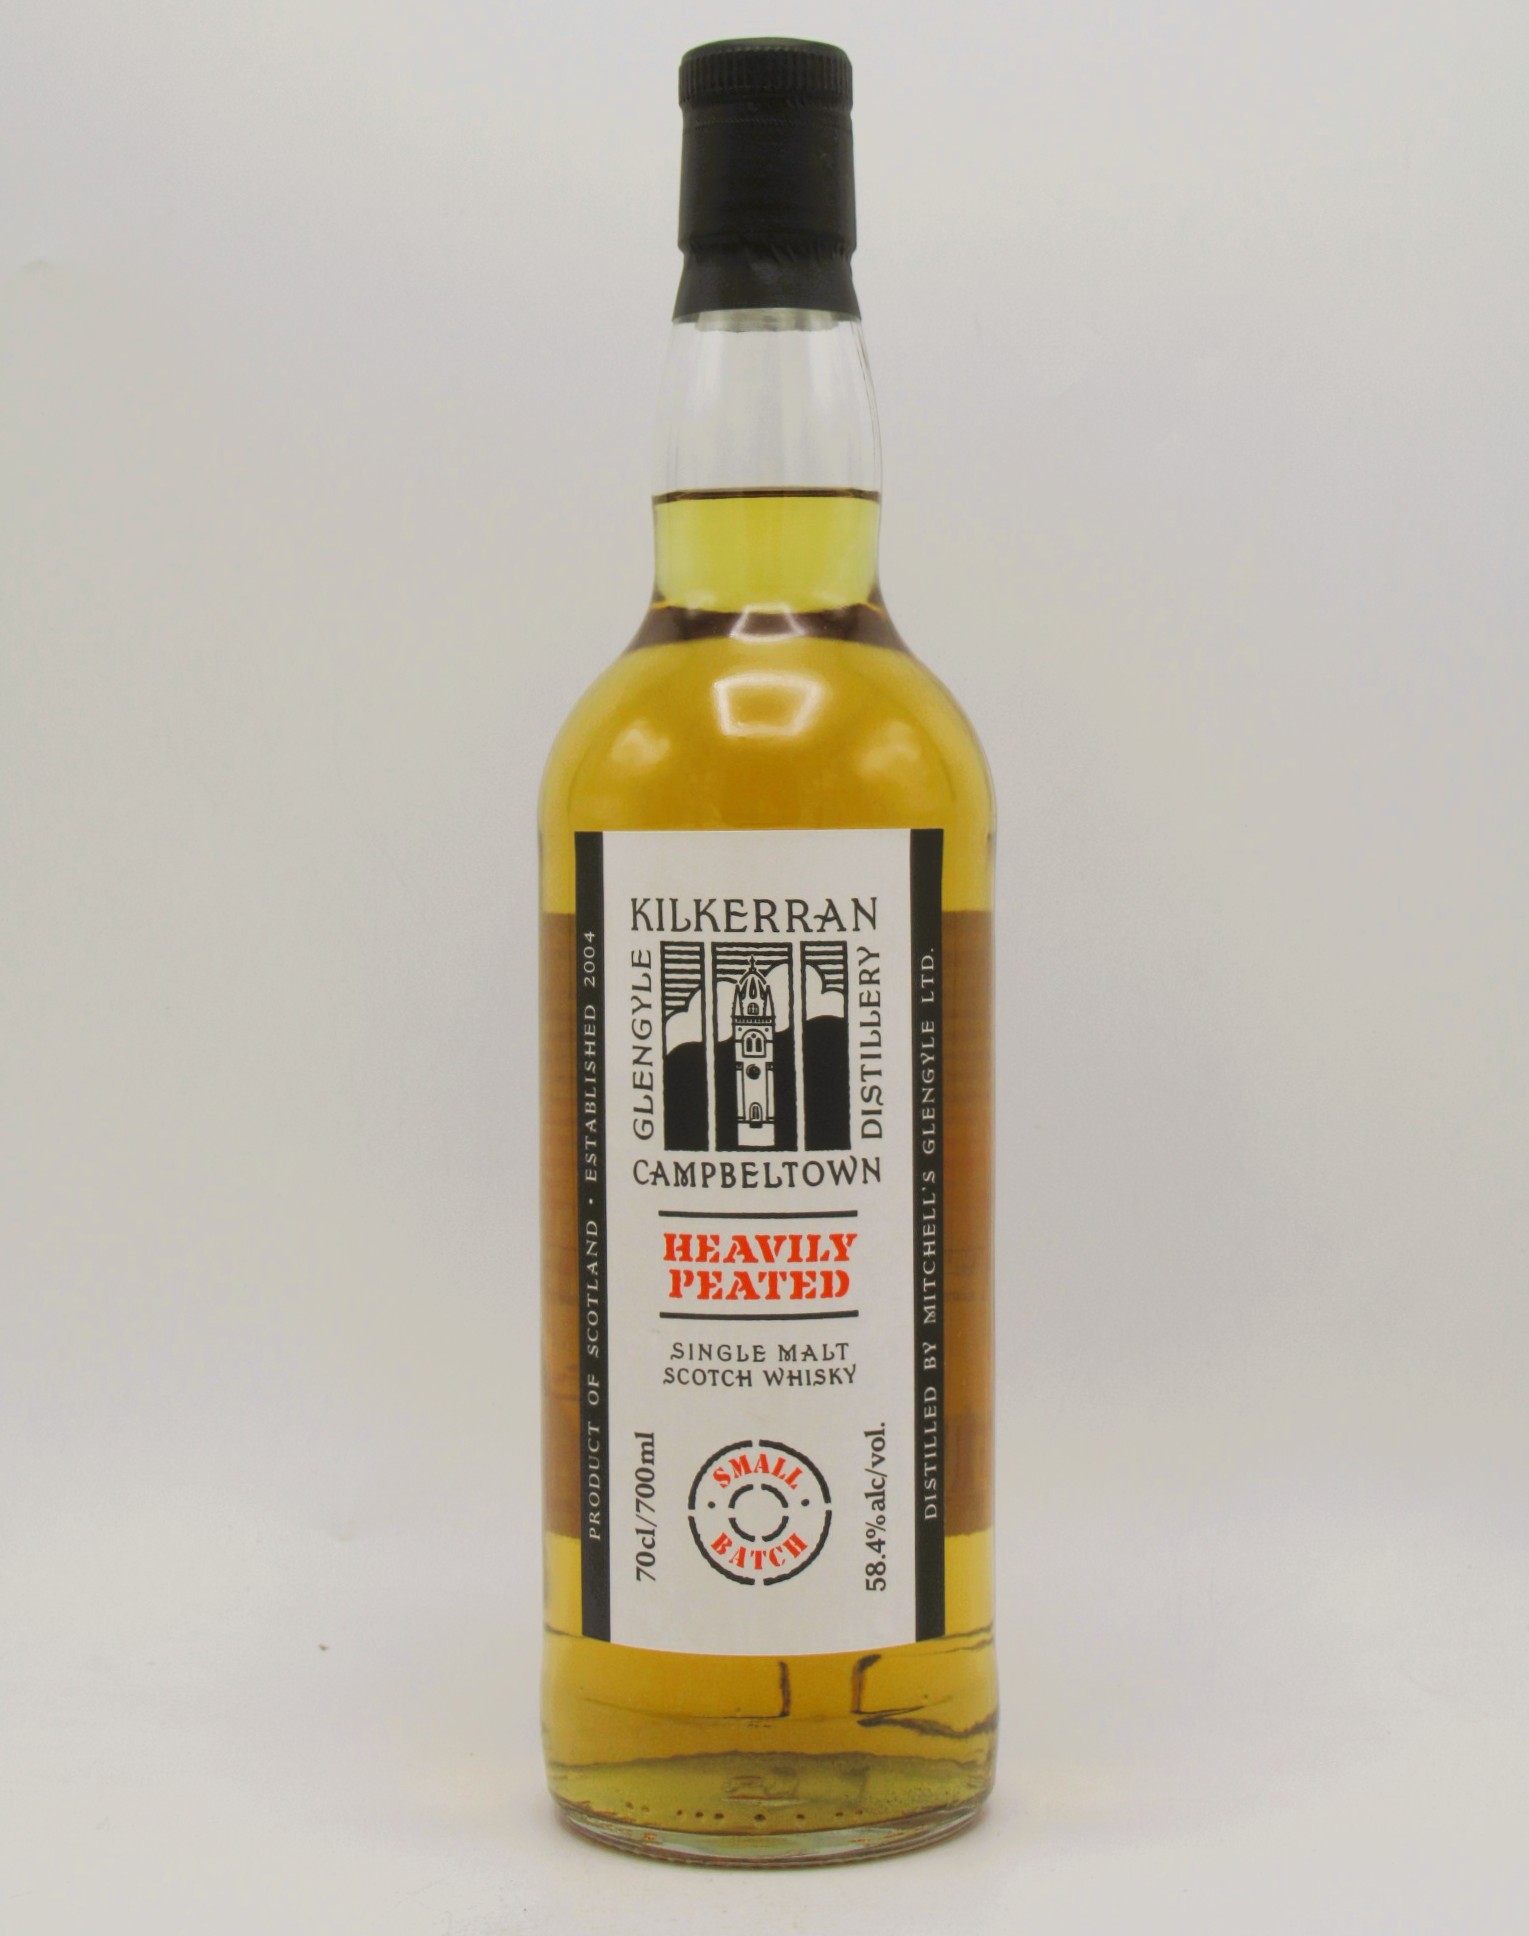 KILKERRAN
GLENGYLE
DISTILLERY
CAMPBELTOWN
HEAVILY
PEATED
SINGLE MALT
SCOTCH WHISKY
70cl/700ml
SMALL
BATCH
58.4%alc/vol.
PRODUCT OF SCOTLAND • ESTABLISHED 2004
DISTILLED BY MITCHELL'S GLENGYLE LTD.